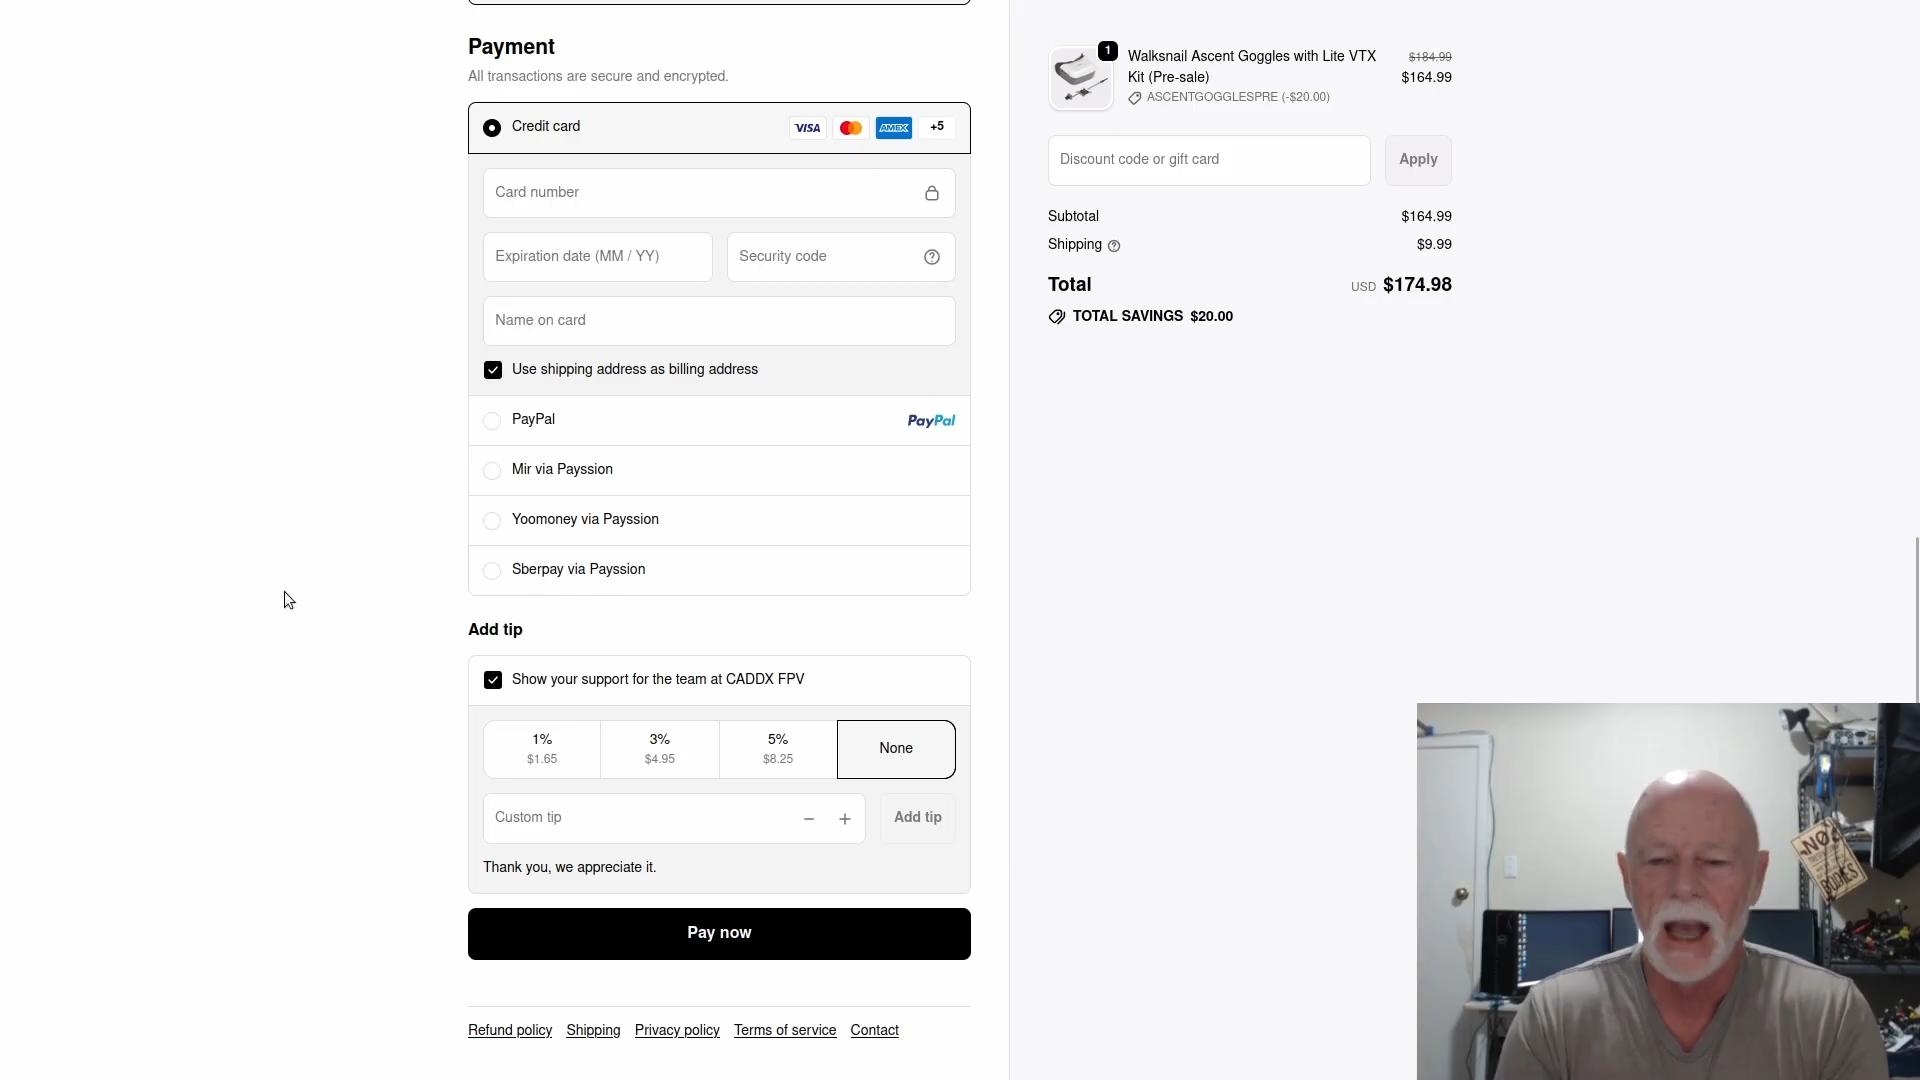 Payment
All transactions are secure and encrypted.
Credit card
VISA
AMEX
+5
Card number
Expiration date (MM / YY)
Security code
Name on card
Use shipping address as billing address
PayPal
PayPal
Mir via Payssion
Yoomoney via Payssion
Sberpay via Payssion
Add tip
Show your support for the team at CADDX FPV
1%
$1.65
3%
$4.95
5%
$8.25
None
Custom tip
Add tip
Thank you, we appreciate it.
Pay now
Refund policy Shipping Privacy policy Terms of service Contact
1
Walksnail Ascent Goggles with Lite VTX
Kit (Pre-sale)
ASCENTGOGGLESPRE (-$20.00)
$184.99
$164.99
Discount code or gift card
Apply
Subtotal $164.99
Shipping $9.99
Total USD $174.98
TOTAL SAVINGS $20.00
NO